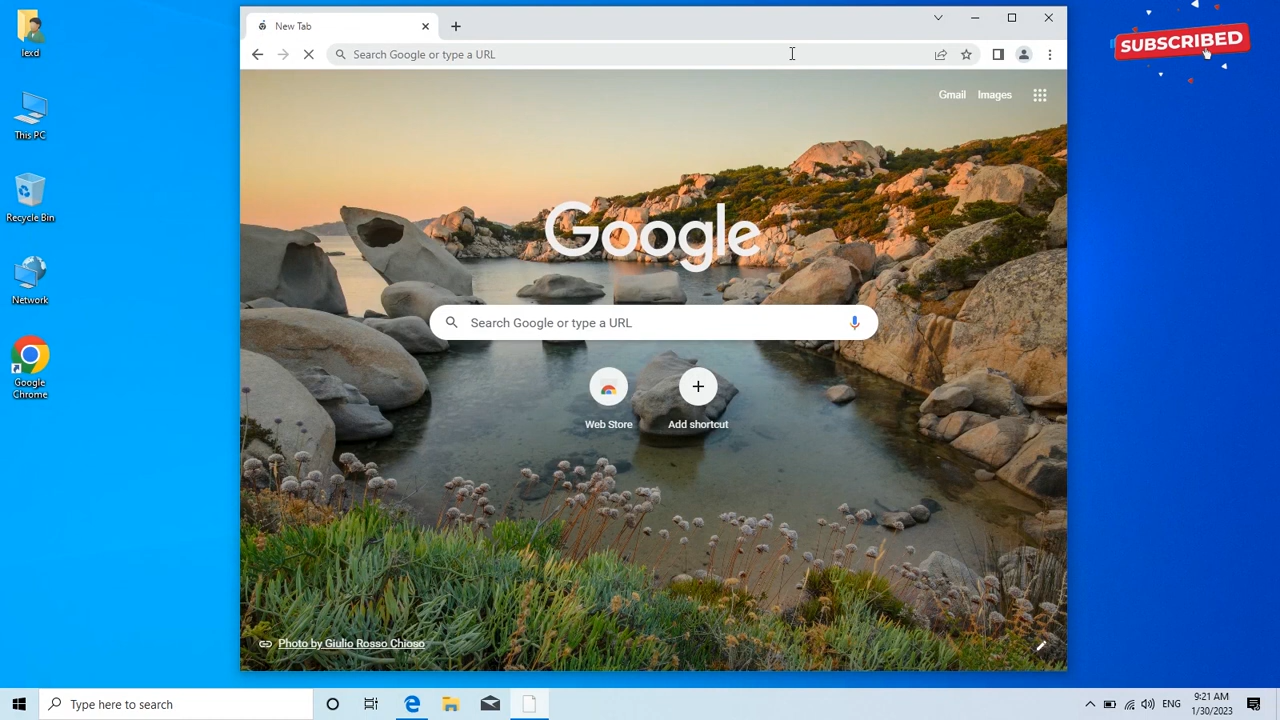 lexd
This PC
Recycle Bin
Network
Google
Chrome
New Tab
Search Google or type a URL
Gmail
Images
Google
Search Google or type a URL
Web Store
Add shortcut
Photo by Giulio Rosso Chioso
SUBSCRIBED
Type here to search
ENG
9:21 AM
1/30/2023